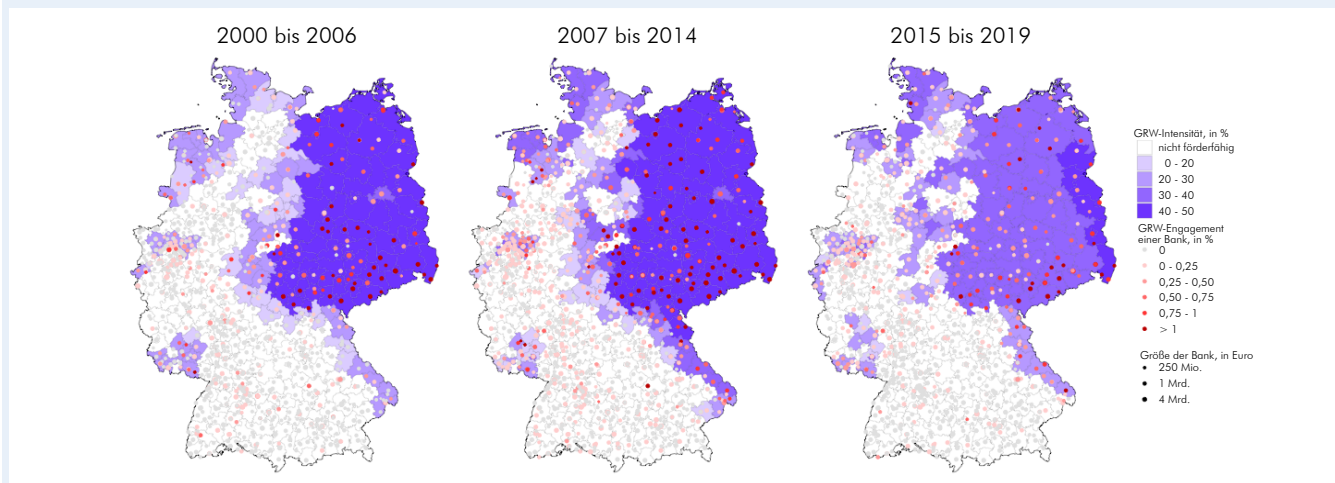 2000 bis 2006
2007 bis 2014
2015 bis 2019
GRW-Intensität, in %
nicht förderfähig
0 - 20
20 - 30
30 - 40
40 - 50
GRW-Engagement
einer Bank, in %
0
0 - 0,25
0,25 - 0,50
0,50 - 0,75
0,75 - 1
> 1
Größe der Bank, in Euro
250 Mio.
1 Mrd.
4 Mrd.